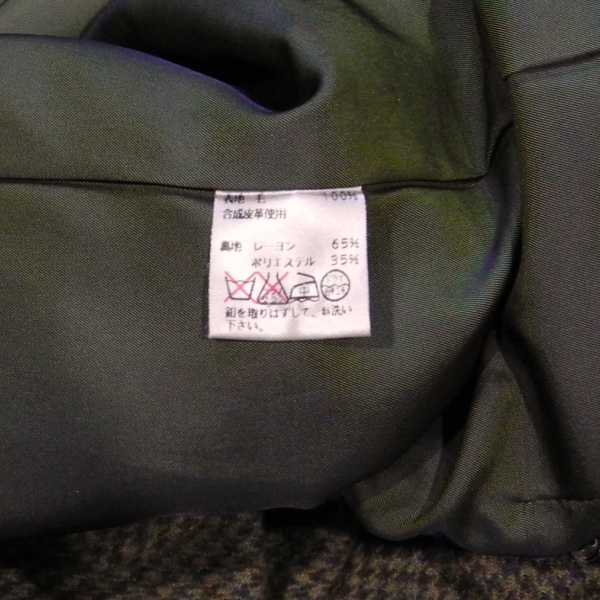 表地 毛 100%
合成皮革使用
裏地 レーヨン 65%
ポリエステル 35%
中
釦を取りはずして、お洗い
下さい。